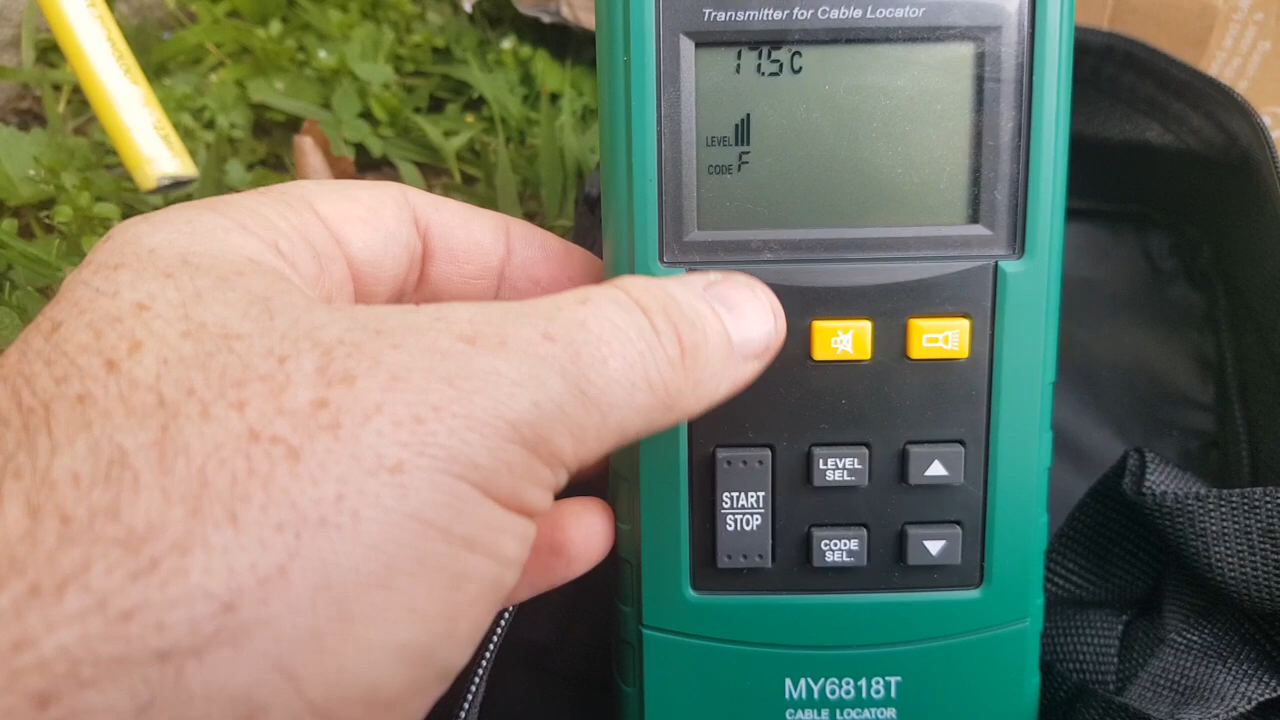 Transmitter for Cable Locator
17.5°C
LEVEL
CODE F
LEVEL
SEL.
START
STOP
CODE
SEL.
MY6818T
CABLE LOCATOR